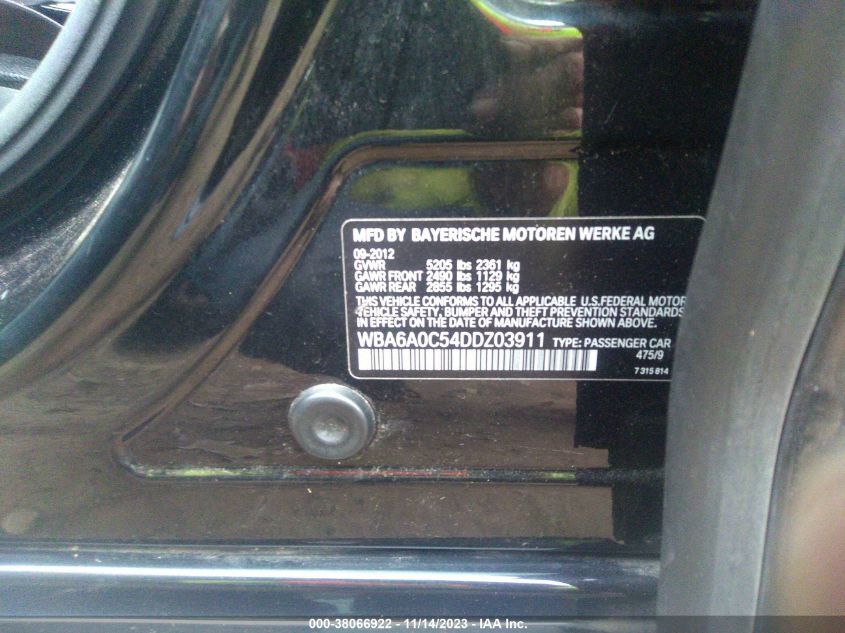 MFD BY BAYERISCHE MOTOREN WERKE AG
09-2012
GVWR 5205 lbs 2361 kg
GAWR FRONT 2490 lbs 1129 kg
GAWR REAR 2855 lbs 1295 kg
THIS VEHICLE CONFORMS TO ALL APPLICABLE U.S.FEDERAL MOTOR
VEHICLE SAFETY, BUMPER AND THEFT PREVENTION STANDARDS
IN EFFECT ON THE DATE OF MANUFACTURE SHOWN ABOVE.
WBA6A0C54DDZ03911 TYPE: PASSENGER CAR
475/9
7 315 814
000-38066922 - 11/14/2023 - IAA Inc.